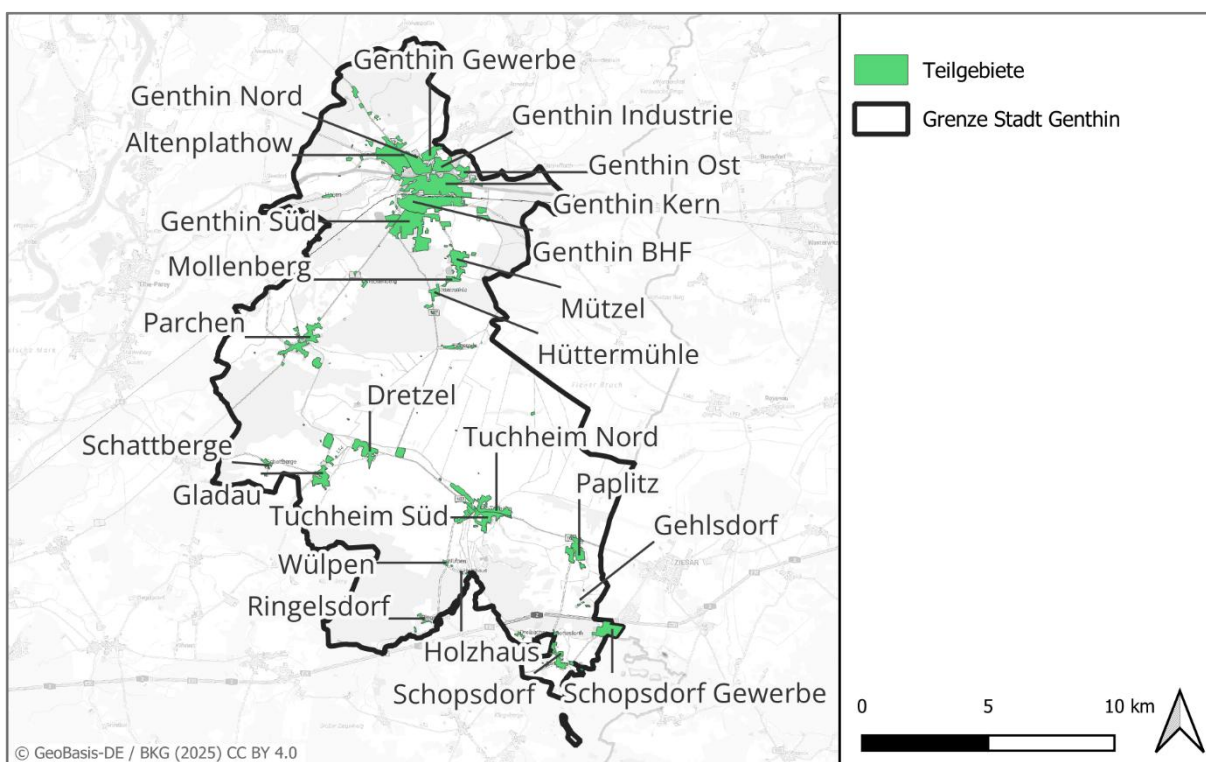 Genthin Gewerbe
Genthin Nord
Genthin Industrie
Altenplathow
Genthin Ost
Genthin Kern
Genthin Süd
Genthin BHF
Mollenberg
Mützel
Parchen
Hüttermühle
Dretzel
Tuchheim Nord
Schattberge
Paplitz
Gladau
Tuchheim Süd
Gehlsdorf
Wülpen
Ringelsdorf
Holzhaus
Schopsdorf
Schopsdorf Gewerbe
© GeoBasis-DE / BKG (2025) CC BY 4.0
Teilgebiete
Grenze Stadt Genthin
0 5 10 km